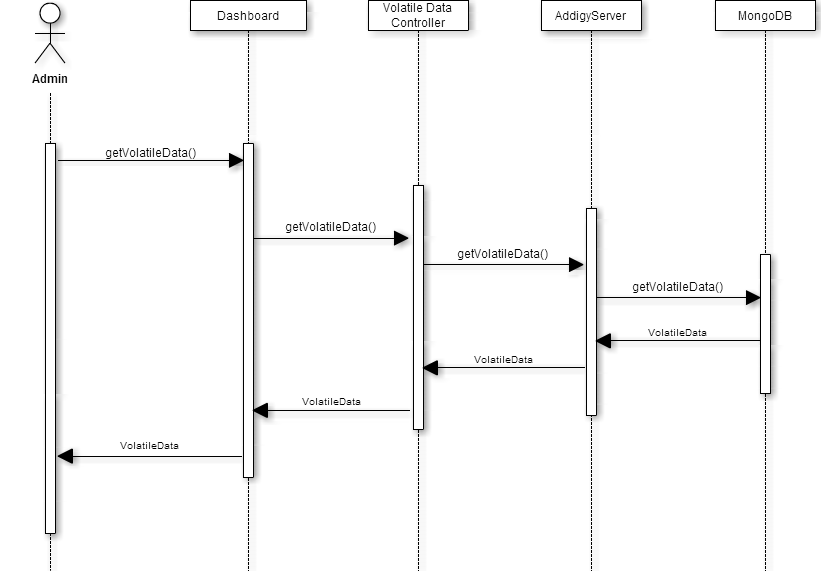 Admin
Dashboard
Volatile Data
Controller
AddigyServer
MongoDB
getVolatileData()
getVolatileData()
getVolatileData()
getVolatileData()
VolatileData
VolatileData
VolatileData
VolatileData